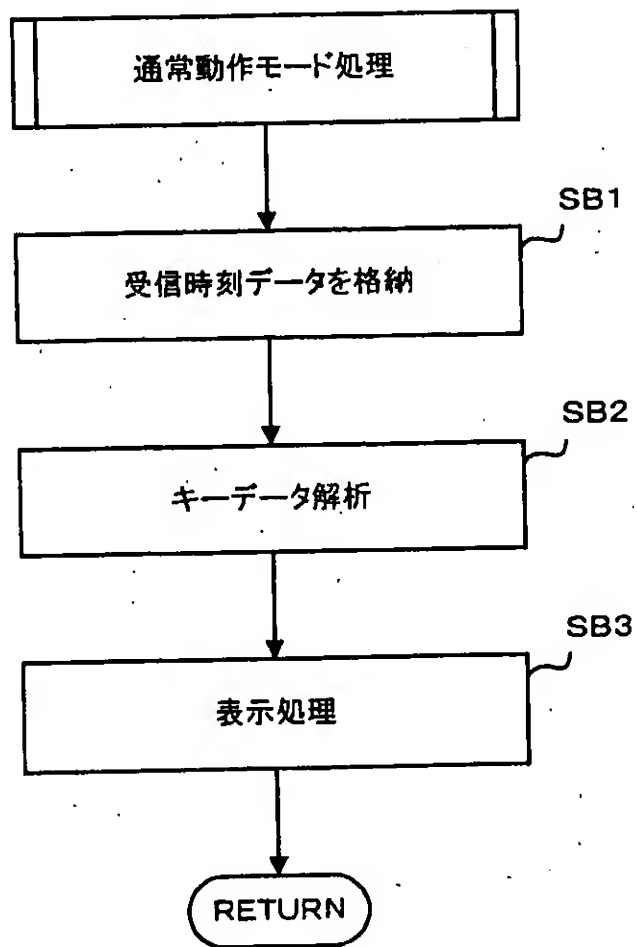 通常動作モード処理
SB1
受信時刻データを格納
SB2
キーデータ解析
SB3
表示処理
RETURN